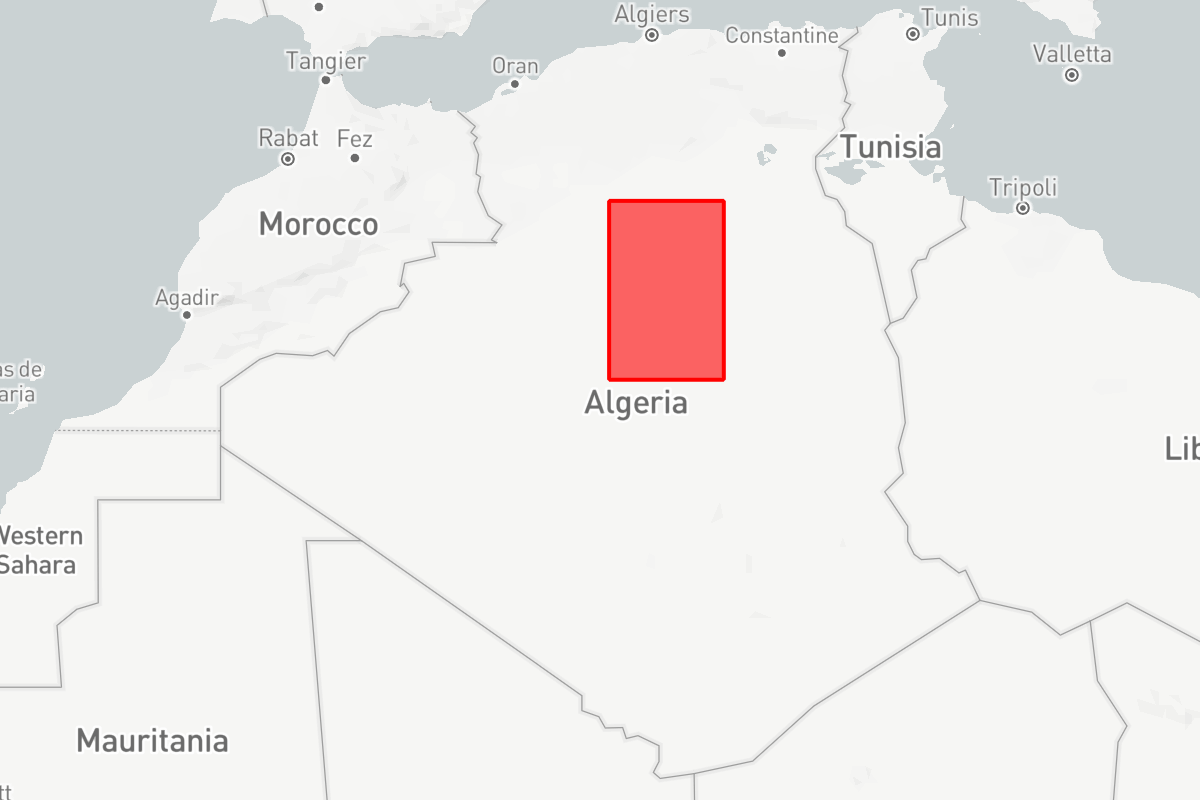 Algiers
Tunis
Constantine
Valletta
Tangier
Oran
Rabat
Fez
Tunisia
Tripoli
Morocco
Agadir
as de
aria
Algeria
Lib
Western
Sahara
Mauritania
tt